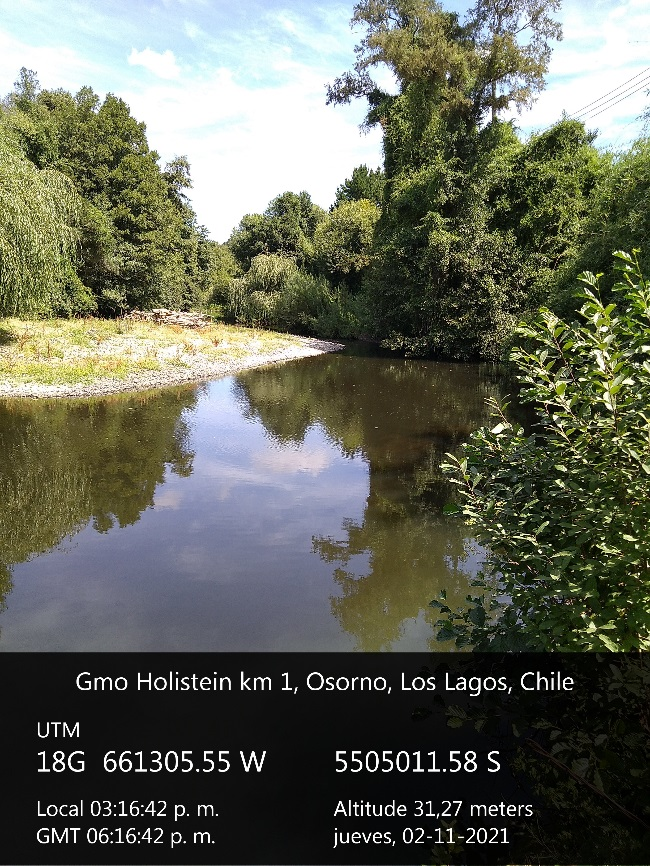 Gmo Holistein km 1, Osorno, Los Lagos, Chile
UTM
18G 661305.55 W 5505011.58 S
Local 03:16:42 p. m. Altitude 31,27 meters
GMT 06:16:42 p. m. jueves, 02-11-2021